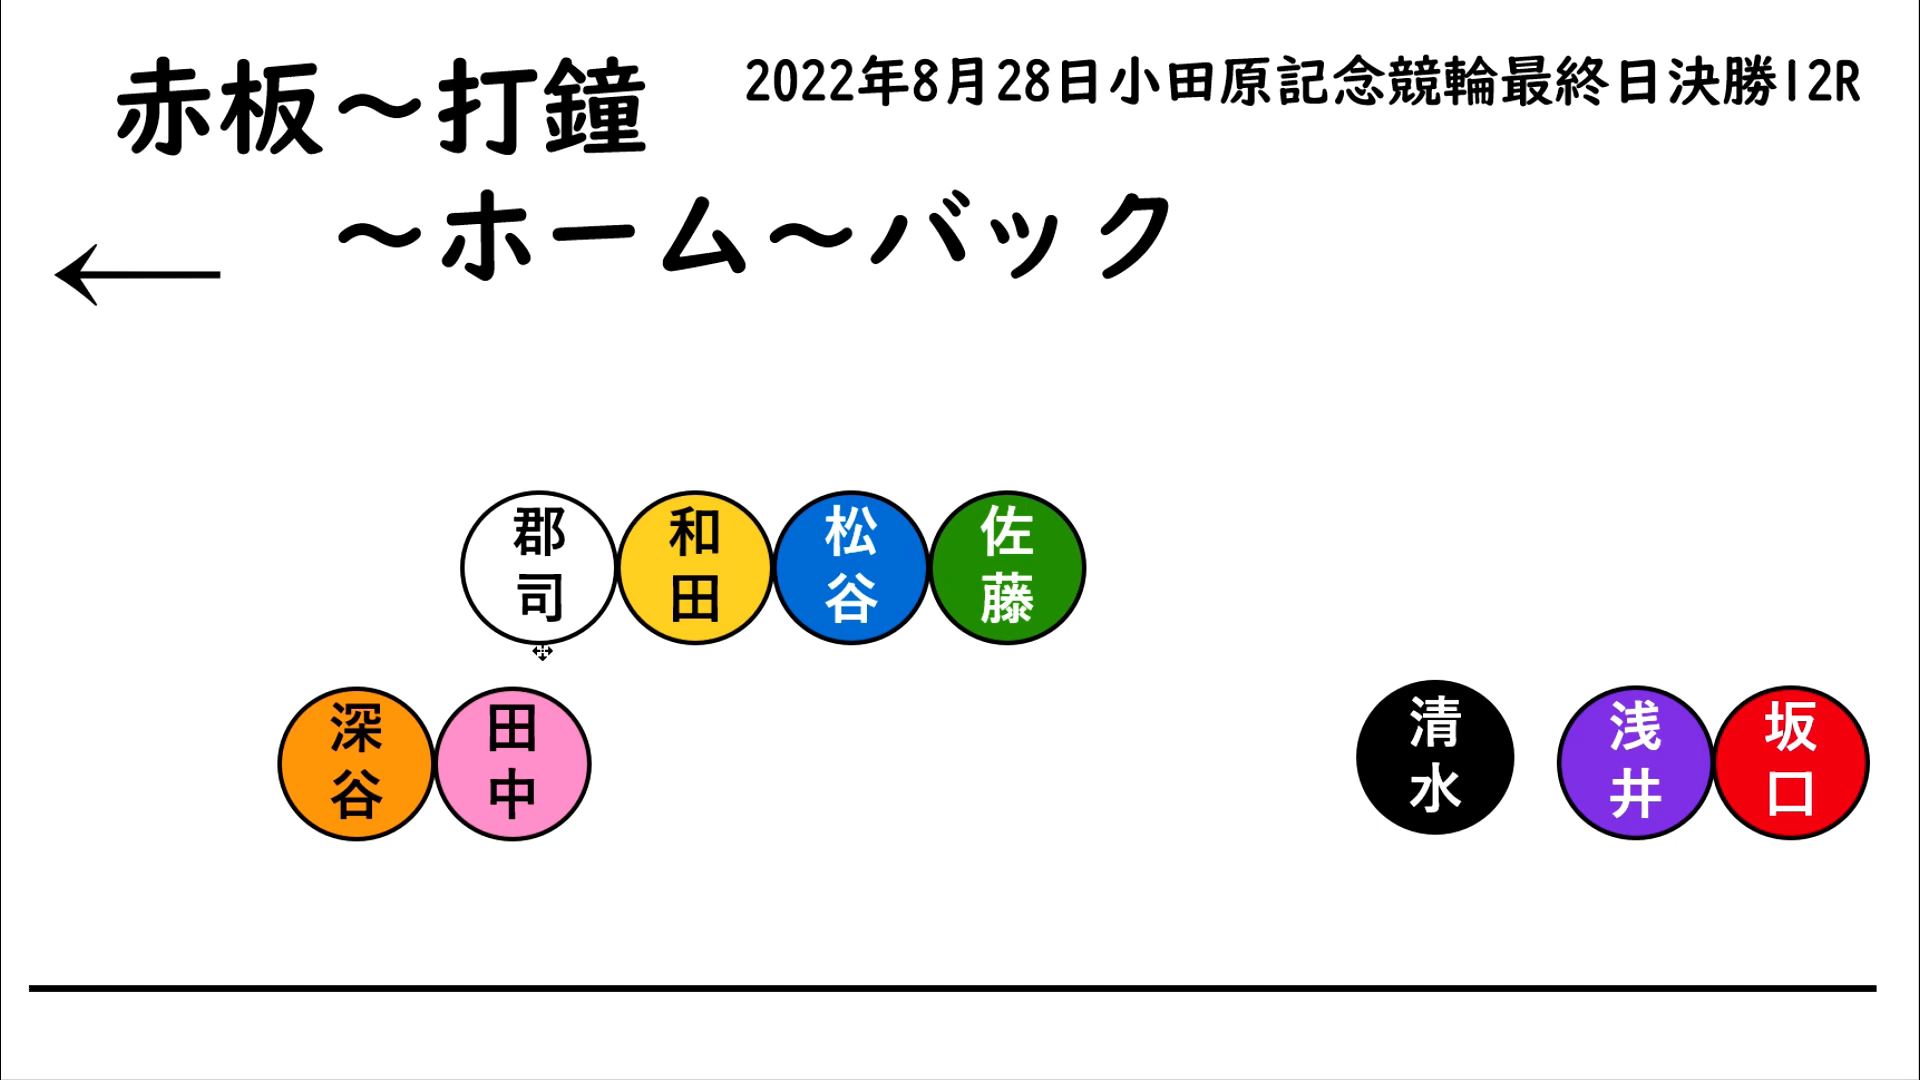 赤板～打鐘
2022年8月28日小田原記念競輪最終日決勝12R
～ホーム～バック
郡司
和田
松谷
佐藤
深谷
田中
清水
浅井
坂口